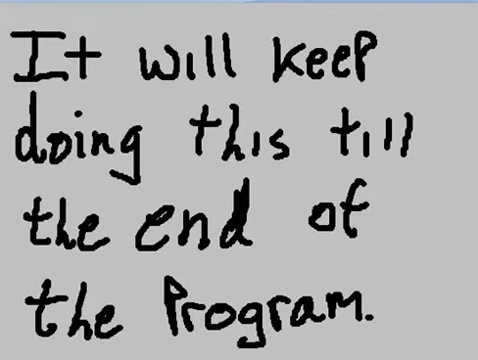 It will keep
doing this till
the end of
the Program.